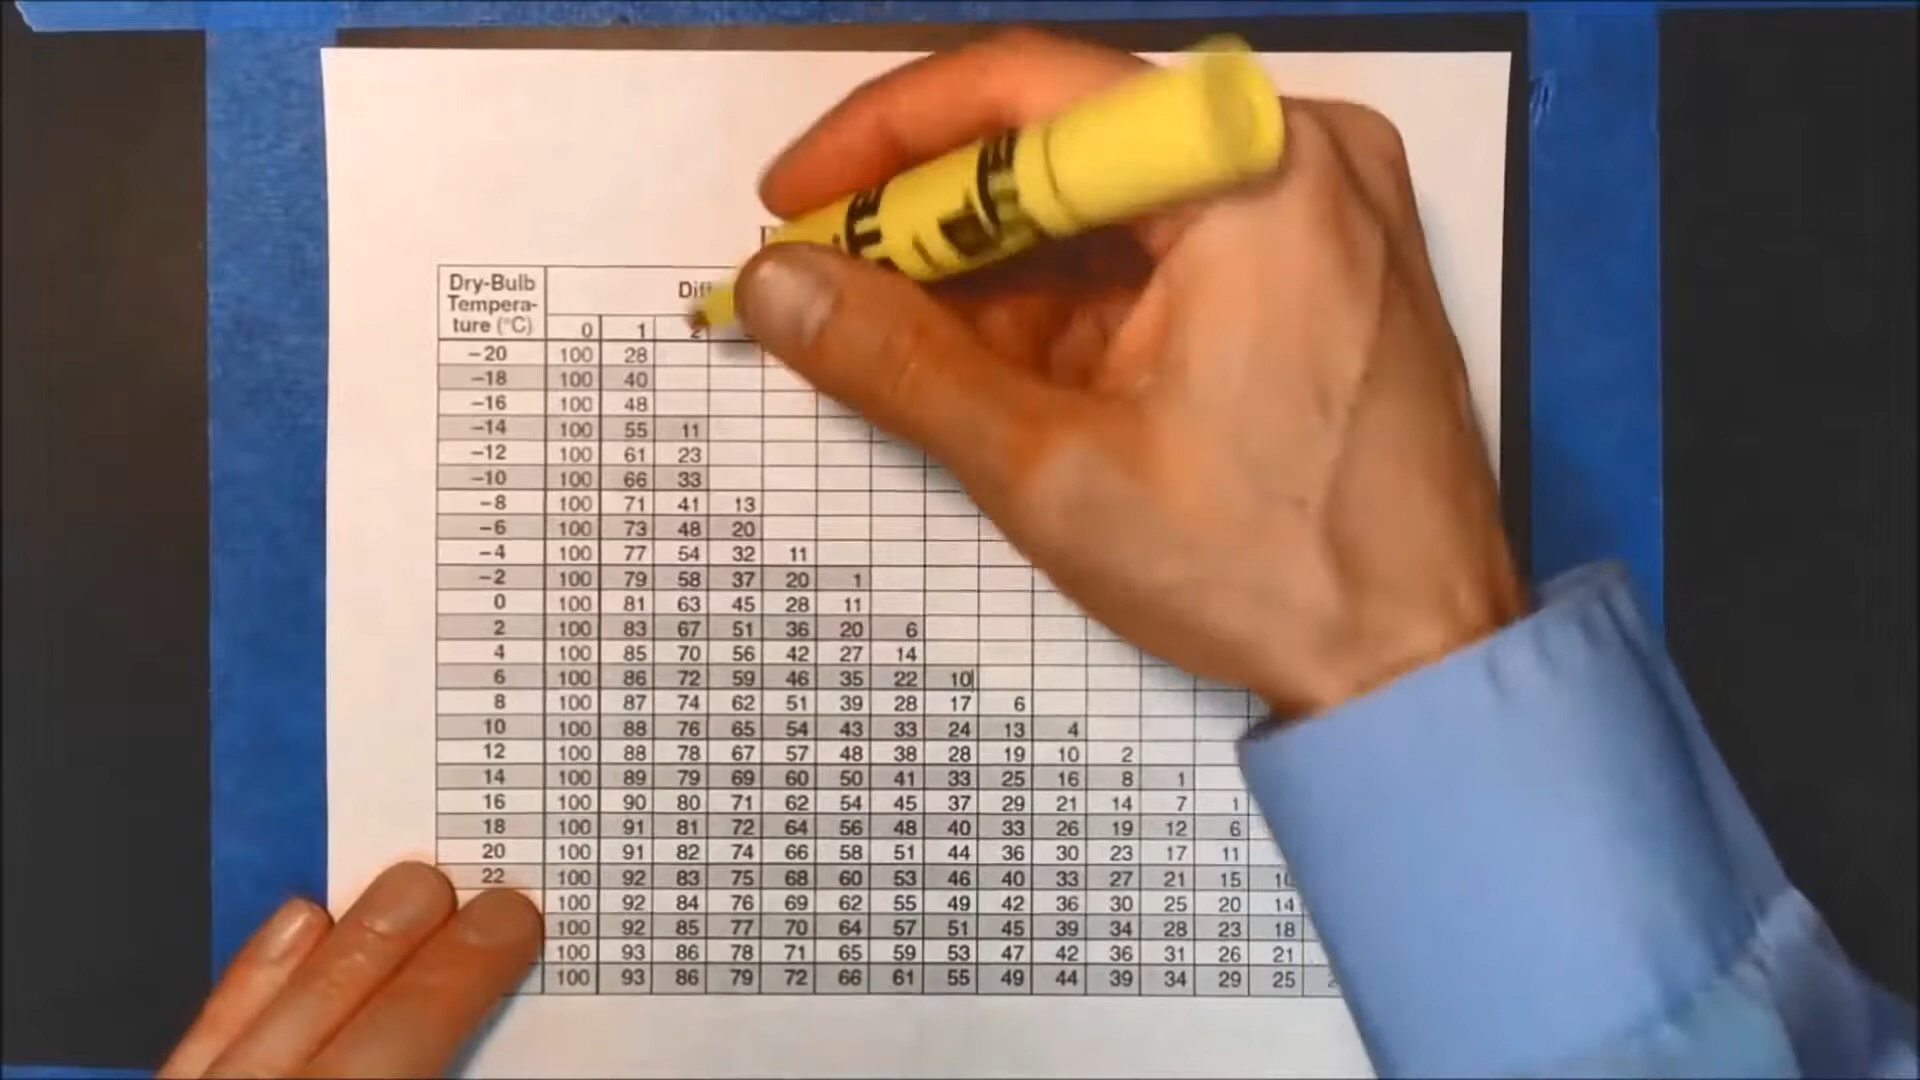 Dry-Bulb
Tempera-
ture (°C)
0 1 2
−20 100 28
−18 100 40
−16 100 48
−14 100 55 11
−12 100 61 23
−10 100 66 33
−8 100 71 41 13
−6 100 73 48 20
−4 100 77 54 32 11
−2 100 79 58 37 20 1
0 100 81 63 45 28 11
2 100 83 67 51 36 20 6
4 100 85 70 56 42 27 14
6 100 86 72 59 46 35 22 10
8 100 87 74 62 51 39 28 17 6
10 100 88 76 65 54 43 33 24 13 4
12 100 88 78 67 57 48 38 28 19 10 2
14 100 89 79 69 60 50 41 33 25 16 8 1
16 100 90 80 71 62 54 45 37 29 21 14 7 1
18 100 91 81 72 64 56 48 40 33 26 19 12 6
20 100 91 82 74 66 58 51 44 36 30 23 17 11
22 100 92 83 75 68 60 53 46 40 33 27 21 15
100 92 84 76 69 62 55 49 42 36 30 25 20 14
100 92 85 77 70 64 57 51 45 39 34 28 23 18
100 93 86 78 71 65 59 53 47 42 36 31 26 21
100 93 86 79 72 66 61 55 49 44 39 34 29 25